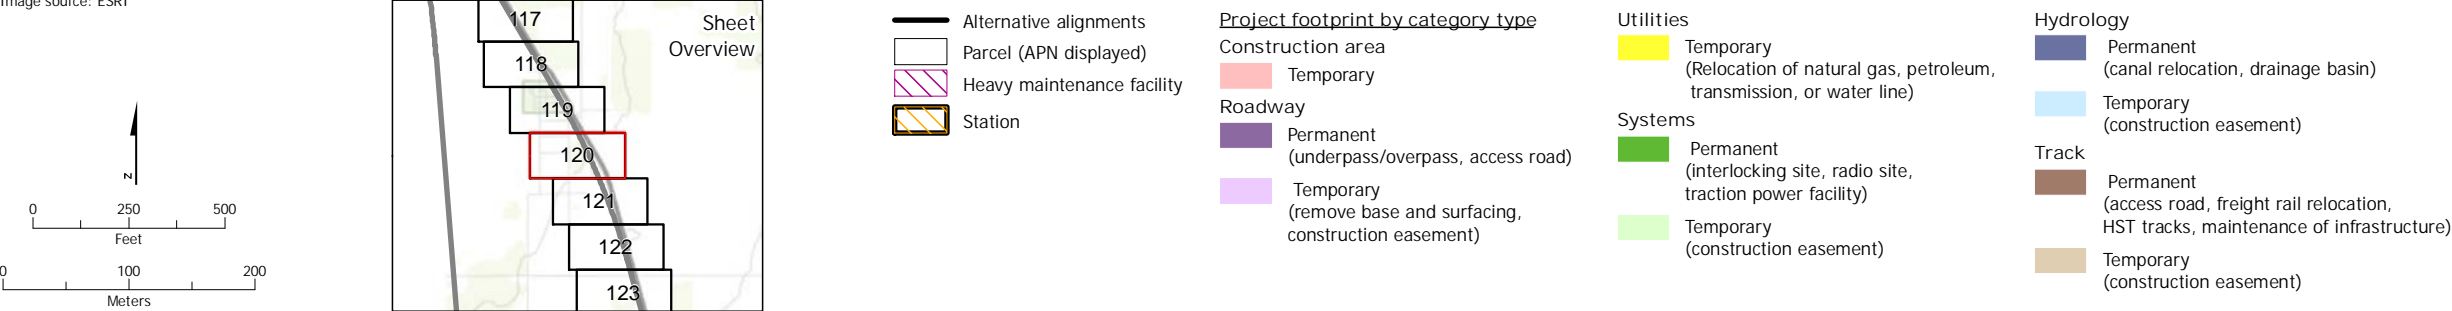 Image source: ESRI
N
0 250 500
Feet
0 100 200
Meters
Sheet
Overview
117
118
119
120
121
122
123
Alternative alignments
Parcel (APN displayed)
Heavy maintenance facility
Station
Project footprint by category type
Construction area
Temporary
Roadway
Permanent
(underpass/overpass, access road)
Temporary
(remove base and surfacing,
construction easement)
Utilities
Temporary
(Relocation of natural gas, petroleum,
transmission, or water line)
Systems
Permanent
(interlocking site, radio site,
traction power facility)
Temporary
(construction easement)
Hydrology
Permanent
(canal relocation, drainage basin)
Temporary
(construction easement)
Track
Permanent
(access road, freight rail relocation,
HST tracks, maintenance of infrastructure)
Temporary
(construction easement)